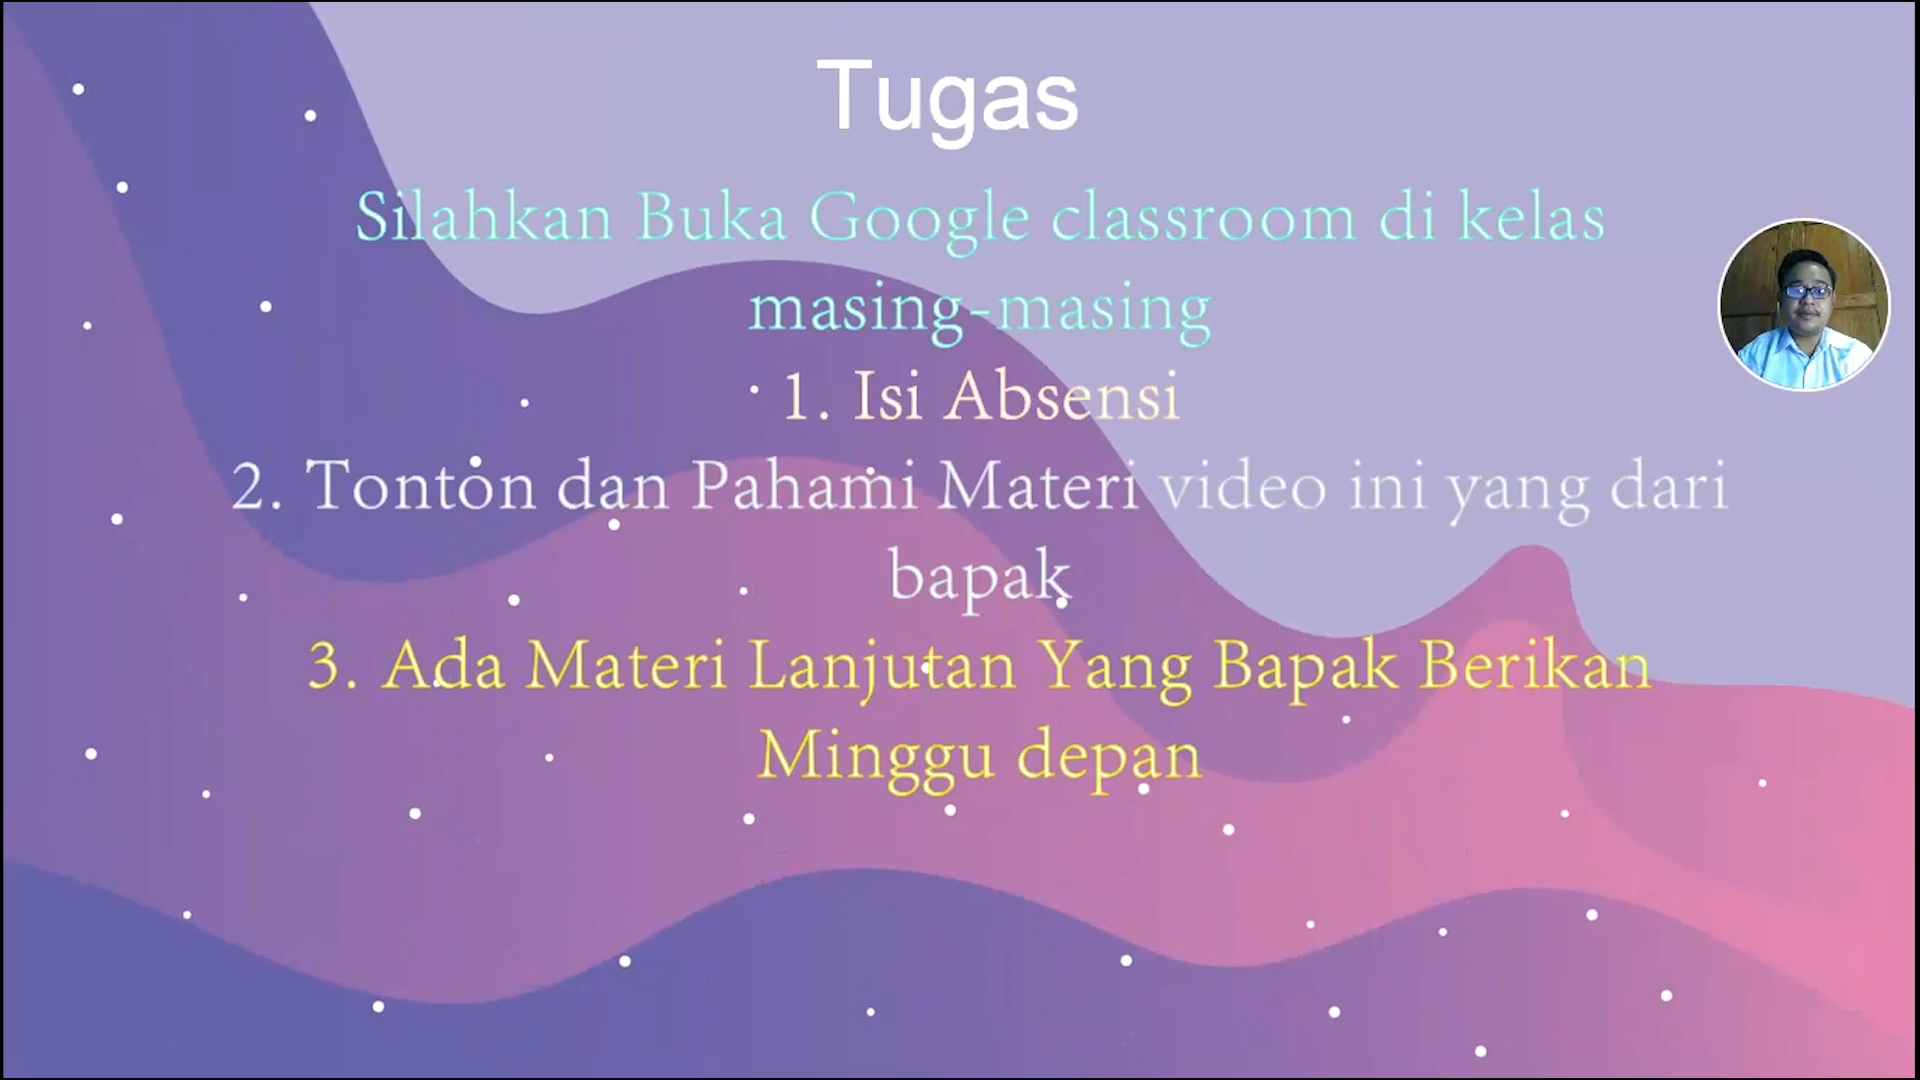 Tugas
Silahkan Buka Google classroom di kelas
masing-masing
1. Isi Absensi
2. Tonton dan Pahami Materi video ini yang dari
bapak
3. Ada Materi Lanjutan Yang Bapak Berikan
Minggu depan